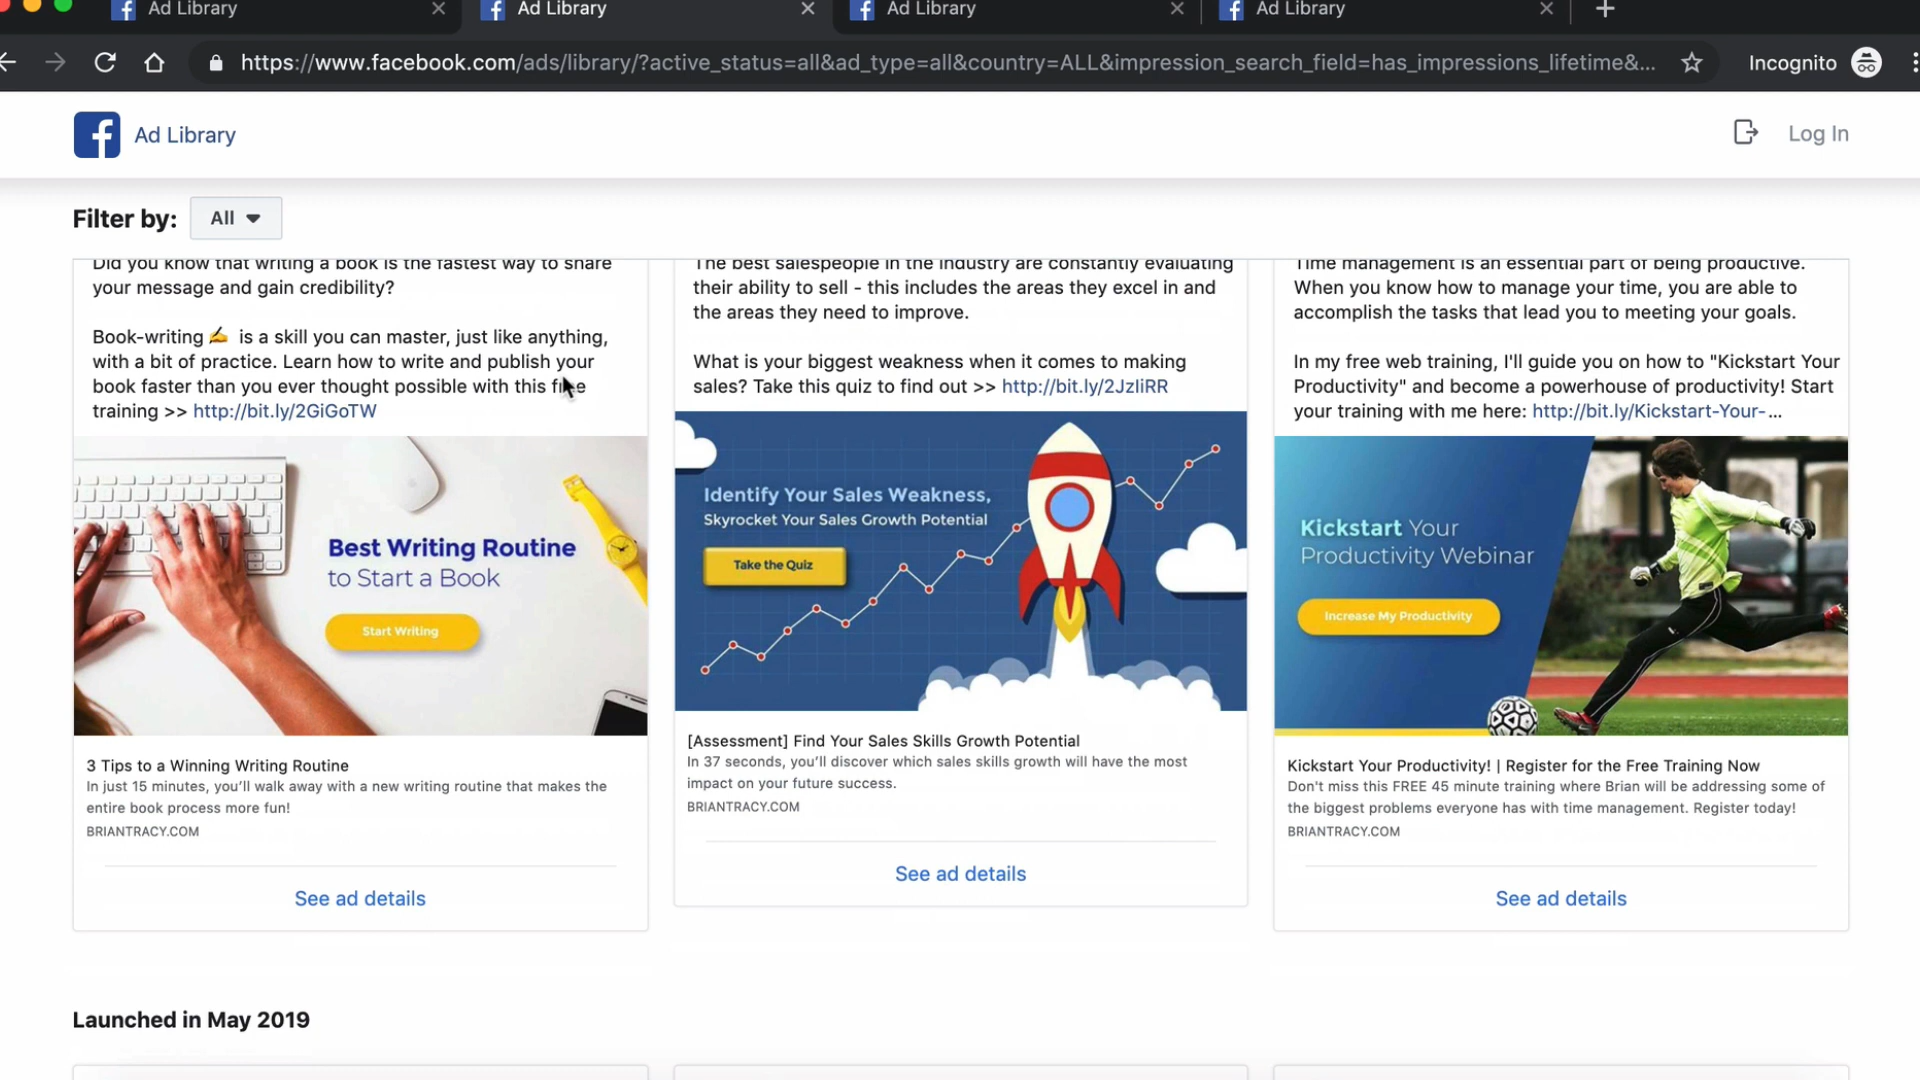 Ad Library
Ad Library
Ad Library
Ad Library
https://www.facebook.com/ads/library/?active_status=all&ad_type=all&country=ALL&impression_search_field=has_impressions_lifetime&...
Incognito
Ad Library
Log In
Filter by:
All
Did you know that writing a book is the fastest way to share
your message and gain credibility?
Book-writing ✍ is a skill you can master, just like anything,
with a bit of practice. Learn how to write and publish your
book faster than you ever thought possible with this free
training >> http://bit.ly/2GiGoTW
Best Writing Routine
to Start a Book
Start Writing
3 Tips to a Winning Writing Routine
In just 15 minutes, you'll walk away with a new writing routine that makes the
entire book process more fun!
BRIANTRACY.COM
See ad details
The best salespeople in the industry are constantly evaluating
their ability to sell - this includes the areas they excel in and
the areas they need to improve.
What is your biggest weakness when it comes to making
sales? Take this quiz to find out >> http://bit.ly/2JzIiRR
Identify Your Sales Weakness,
Skyrocket Your Sales Growth Potential
Take the Quiz
[Assessment] Find Your Sales Skills Growth Potential
In 37 seconds, you'll discover which sales skills growth will have the most
impact on your future success.
BRIANTRACY.COM
See ad details
Time management is an essential part of being productive.
When you know how to manage your time, you are able to
accomplish the tasks that lead you to meeting your goals.
In my free web training, I'll guide you on how to "Kickstart Your
Productivity" and become a powerhouse of productivity! Start
your training with me here: http://bit.ly/Kickstart-Your-...
Kickstart Your
Productivity Webinar
Increase My Productivity
Kickstart Your Productivity! | Register for the Free Training Now
Don't miss this FREE 45 minute training where Brian will be addressing some of
the biggest problems everyone has with time management. Register today!
BRIANTRACY.COM
See ad details
Launched in May 2019